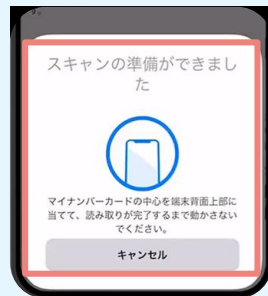 スキャンの準備ができまし
た
マイナンバーカードの中心を端末背面上部に
当てて、読み取りが完了するまで動かさない
でください。
キャンセル